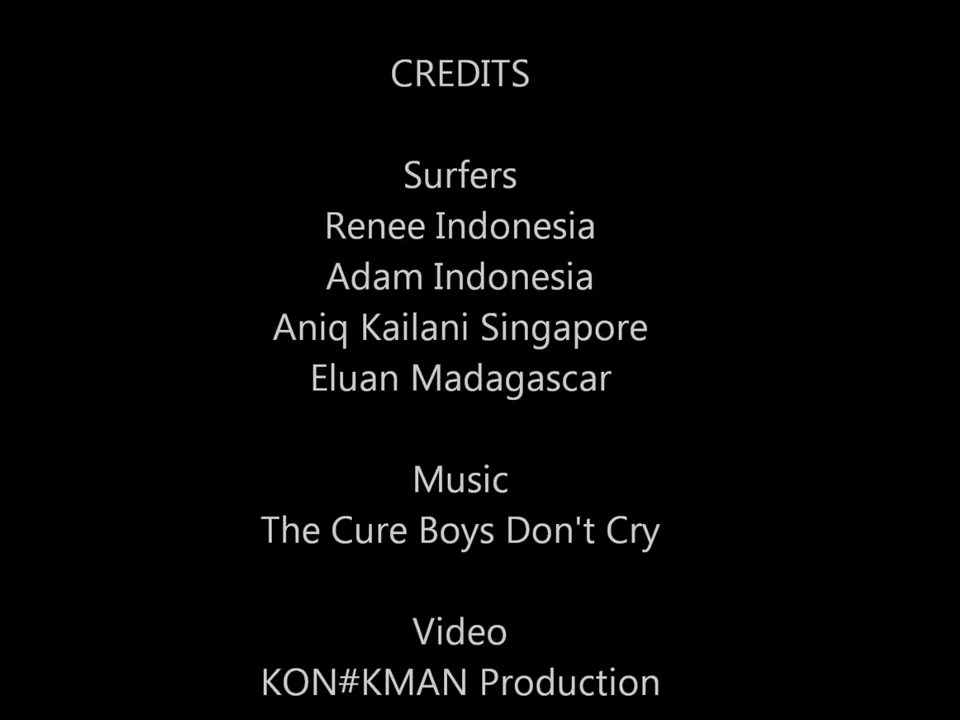 CREDITS
Surfers
Renee Indonesia
Adam Indonesia
Aniq Kailani Singapore
Eluan Madagascar
Music
The Cure Boys Don't Cry
Video
KON#KMAN Production